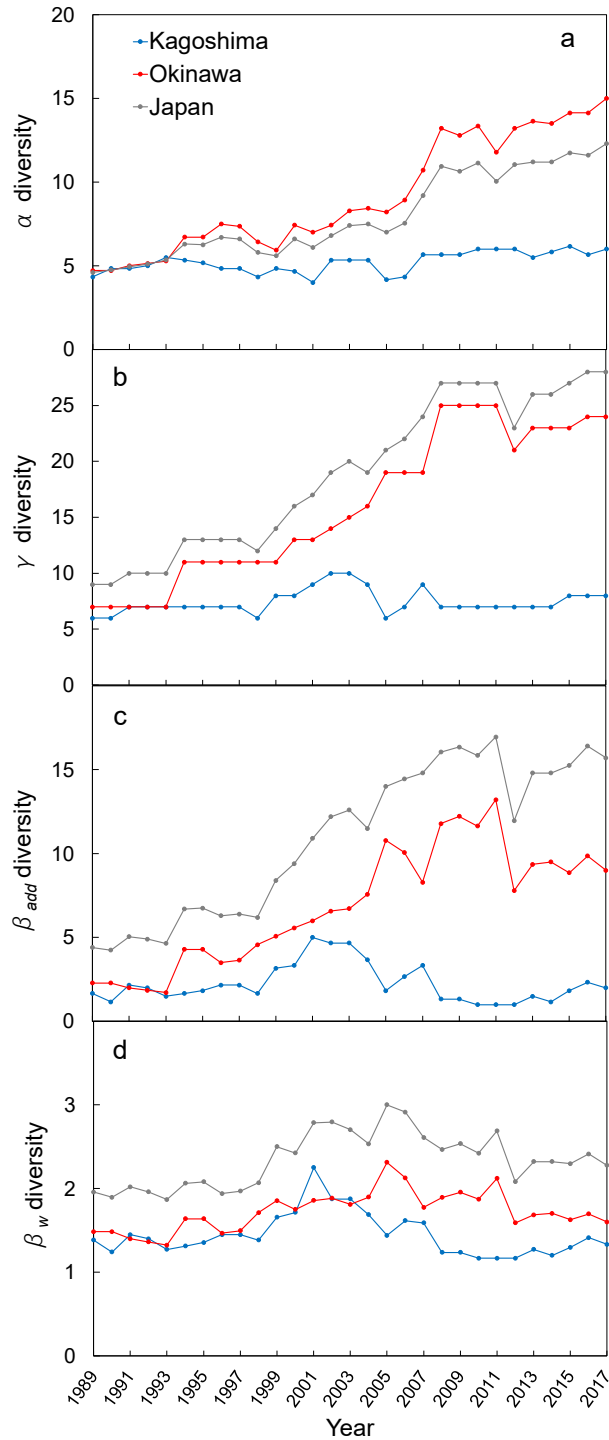 20
15
10
5
0
α diversity
a
Kagoshima
Okinawa
Japan
25
20
15
10
5
0
γ diversity
b
15
10
5
0
β add diversity
c
3
2
1
0
β w diversity
d
1989
1991
1993
1995
1997
1999
2001
2003
2005
2007
2009
2011
2013
2015
2017
Year